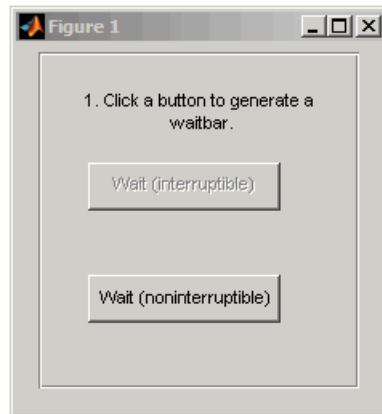 Figure 1
1. Click a button to generate a
waitbar.
Wait (interruptible)
Wait (noninterruptible)